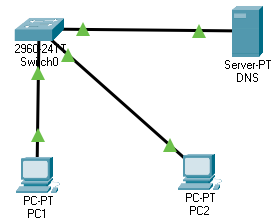 2960-24TT
Switch0
Server-PT
DNS
PC-PT
PC1
PC-PT
PC2